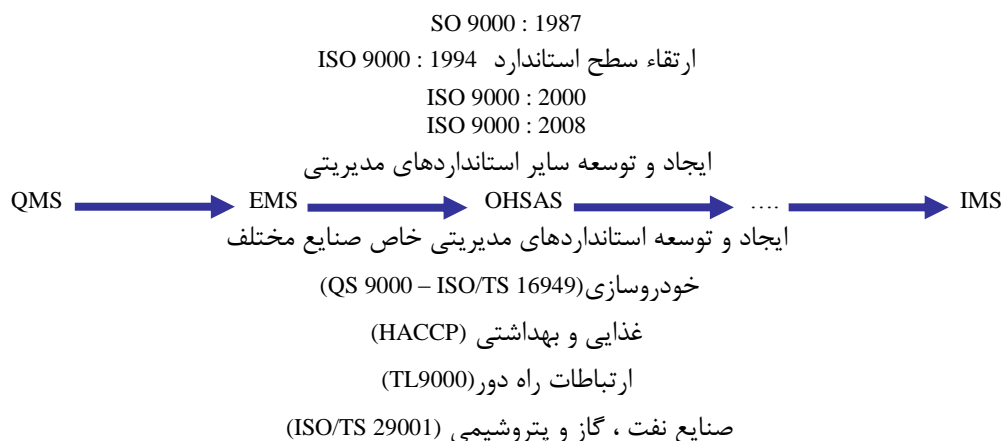 SO 9000 : 1987
ارتقاء سطح استاندارد ISO 9000 : 1994
ISO 9000 : 2000
ISO 9000 : 2008
ایجاد و توسعه سایر استانداردهای مدیریتی
QMS EMS OHSAS .... IMS
ایجاد و توسعه استانداردهای مدیریتی خاص صنایع مختلف
خودروسازی(QS 9000 – ISO/TS 16949)
غذایی و بهداشتی (HACCP)
ارتباطات راه دور(TL9000)
صنایع نفت ، گاز و پتروشیمی (ISO/TS 29001)